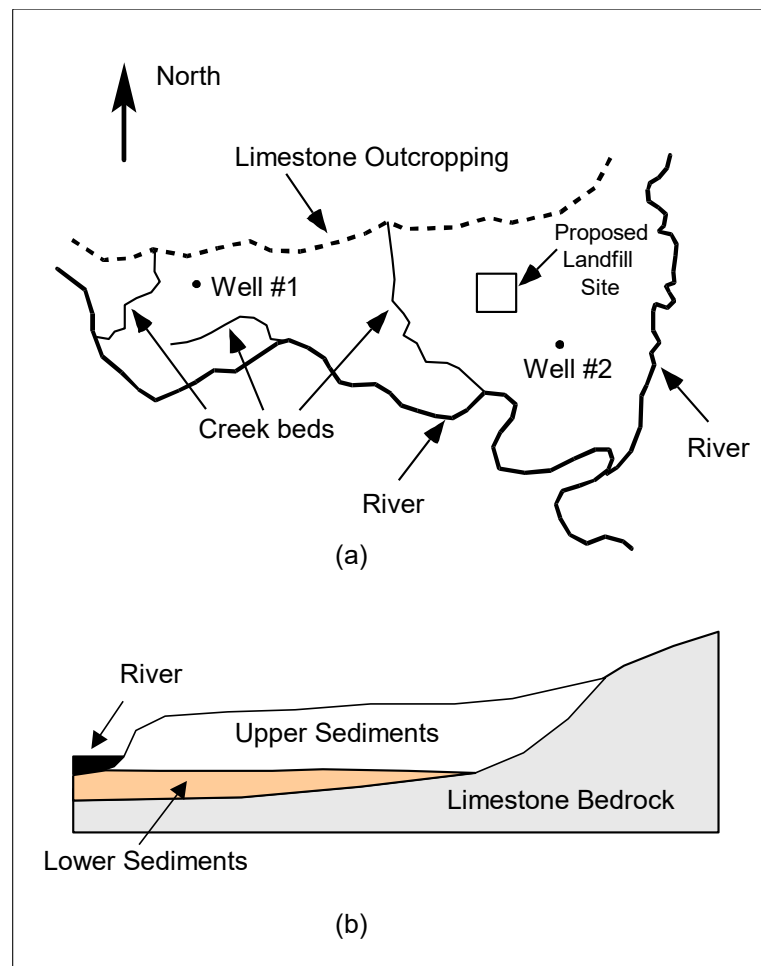 North
Limestone Outcropping
Proposed
Landfill
Site
Well #1
Well #2
Creek beds
River
River
(a)
River
Upper Sediments
Limestone Bedrock
Lower Sediments
(b)